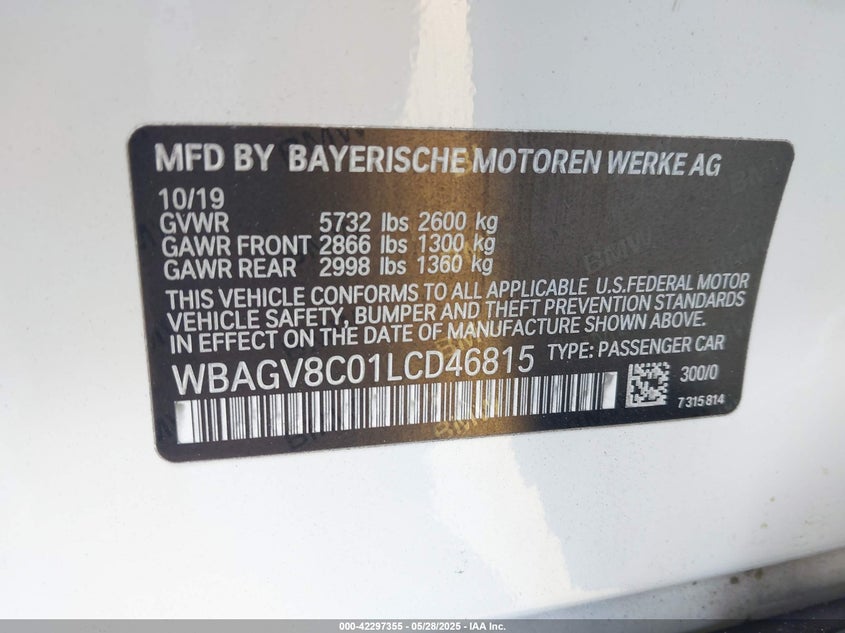 MFD BY BAYERISCHE MOTOREN WERKE AG
10/19
GVWR 5732 lbs 2600 kg
GAWR FRONT 2866 lbs 1300 kg
GAWR REAR 2998 lbs 1360 kg
THIS VEHICLE CONFORMS TO ALL APPLICABLE U.S.FEDERAL MOTOR
VEHICLE SAFETY, BUMPER AND THEFT PREVENTION STANDARDS
IN EFFECT ON THE DATE OF MANUFACTURE SHOWN ABOVE.
WBAGV8C01LCD46815 TYPE: PASSENGER CAR
300/0
7315814
000-42297355 — 05/28/2025 — IAA Inc.